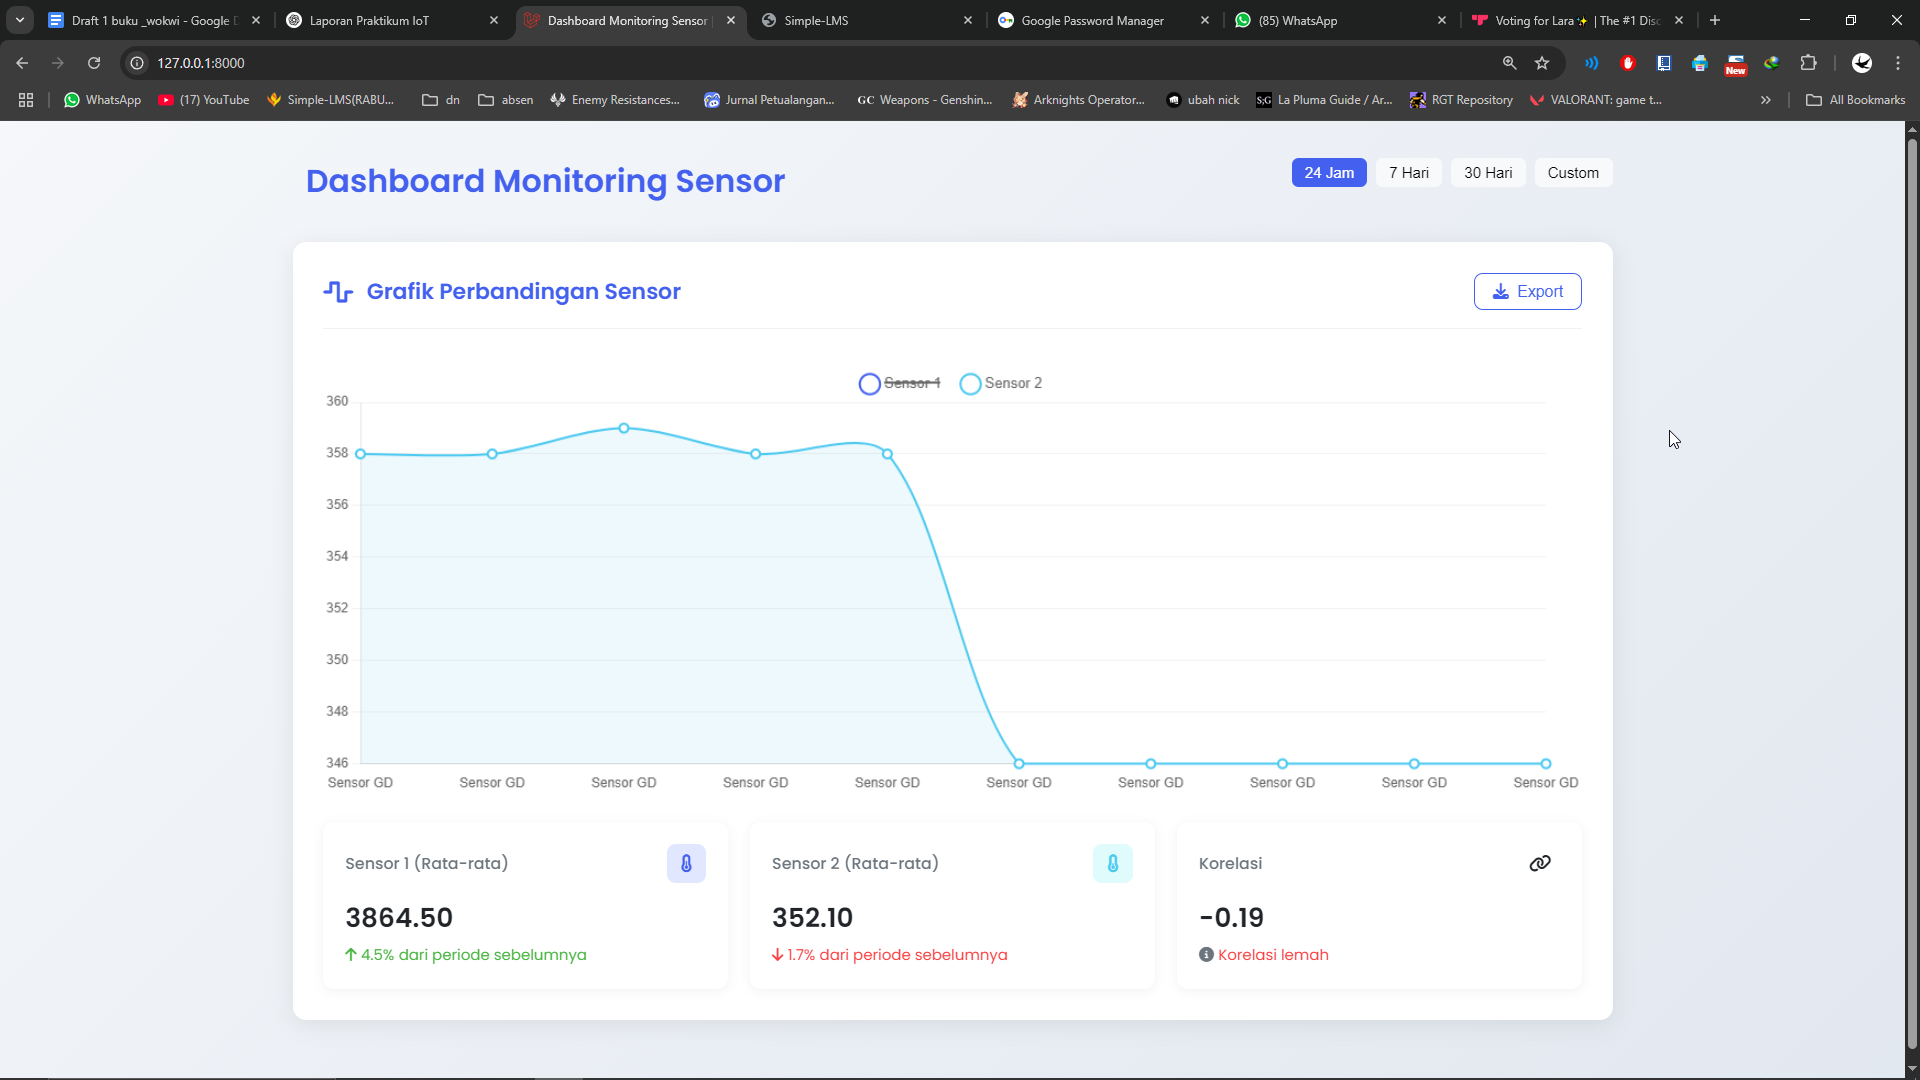 Draft 1 buku _wokwi - Google D
Laporan Praktikum IoT
Dashboard Monitoring Sensor
Simple-LMS
Google Password Manager
(85) WhatsApp
Voting for Lara✨ | The #1 Disc
127.0.0.1:8000
New
WhatsApp
(17) YouTube
Simple-LMS(RABU...
dn
absen
Enemy Resistances...
Jurnal Petualangan...
GC Weapons - Genshin...
Arknights Operator...
ubah nick
S;G La Pluma Guide / Ar...
RGT Repository
VALORANT: game t...
All Bookmarks
Dashboard Monitoring Sensor
24 Jam
7 Hari
30 Hari
Custom
Grafik Perbandingan Sensor
Export
Sensor 1
Sensor 2
360
358
356
354
352
350
348
346
Sensor GD
Sensor GD
Sensor GD
Sensor GD
Sensor GD
Sensor GD
Sensor GD
Sensor GD
Sensor GD
Sensor GD
Sensor 1 (Rata-rata)
3864.50
↑ 4.5% dari periode sebelumnya
Sensor 2 (Rata-rata)
352.10
↓ 1.7% dari periode sebelumnya
Korelasi
-0.19
Korelasi lemah